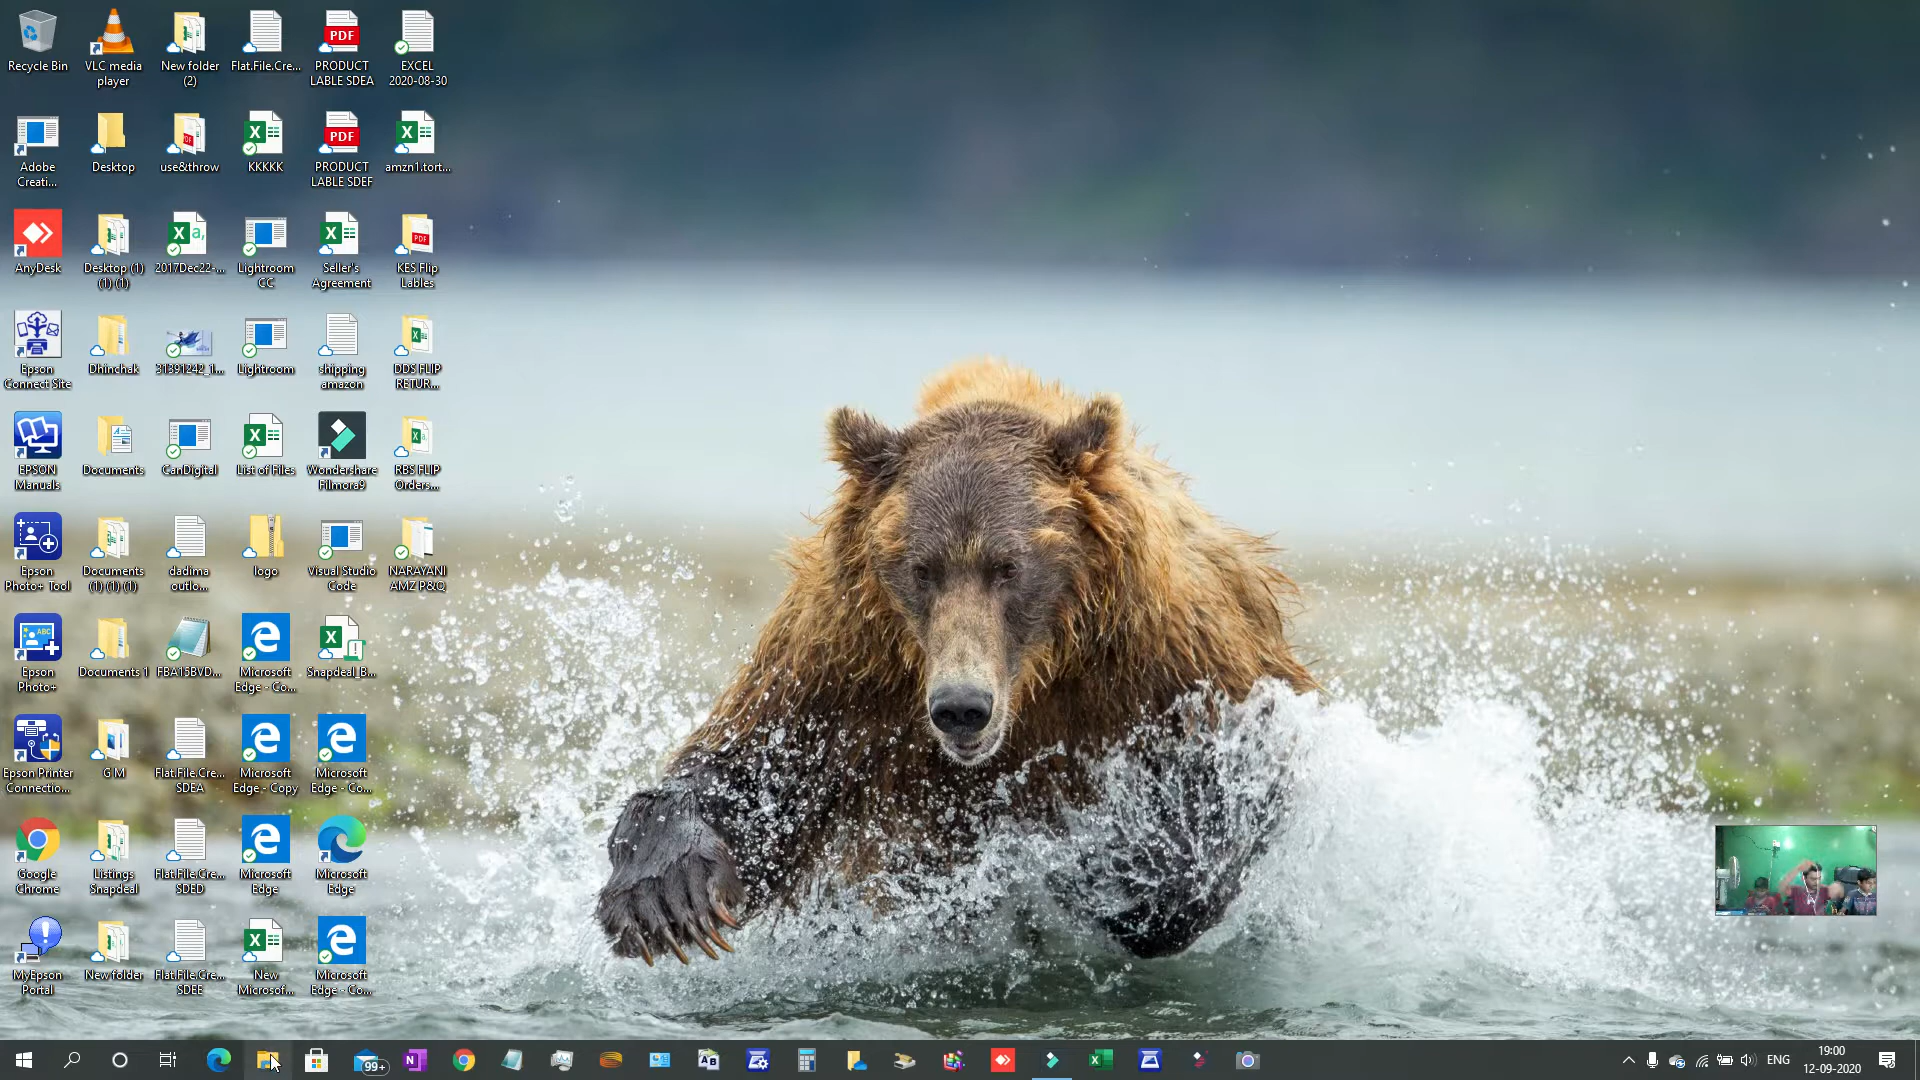 Recycle Bin
VLC media
player
New folder
(2)
Flat.File.Cre...
PRODUCT
LABLE SDEA
EXCEL
2020-08-30
Adobe
Creati...
Desktop
use&throw
KKKKK
PRODUCT
LABLE SDEF
amzn1.tort...
AnyDesk
Desktop (1)
(1) (1)
2017Dec22-...
Lightroom
CC
Seller's
Agreement
KES Flip
Lables
Epson
Connect Site
Dhinchak
31391242_1...
Lightroom
shipping
amazon
DDS FLIP
RETUR...
EPSON
Manuals
Documents
CanDigital
List of Files
Wondershare
Filmora9
RBS FLIP
Orders...
Epson
Photo+ Tool
Documents
(1) (1) (1)
dadima
outlo...
logo
Visual Studio
Code
NARAYANI
AMZ P&Q
Epson
Photo+
Documents 1
FBA15BVD...
Microsoft
Edge - Co...
Snapdeal_B...
Epson Printer
Connectio...
G M
Flat.File.Cre...
SDEA
Microsoft
Edge - Copy
Microsoft
Edge - Co...
Google
Chrome
Listings
Snapdeal
Flat.File.Cre...
SDED
Microsoft
Edge
Microsoft
Edge
MyEpson
Portal
New folder
Flat.File.Cre...
SDEE
New
Microsof...
Microsoft
Edge - Co...
99+
ENG
19:00
12-09-2020